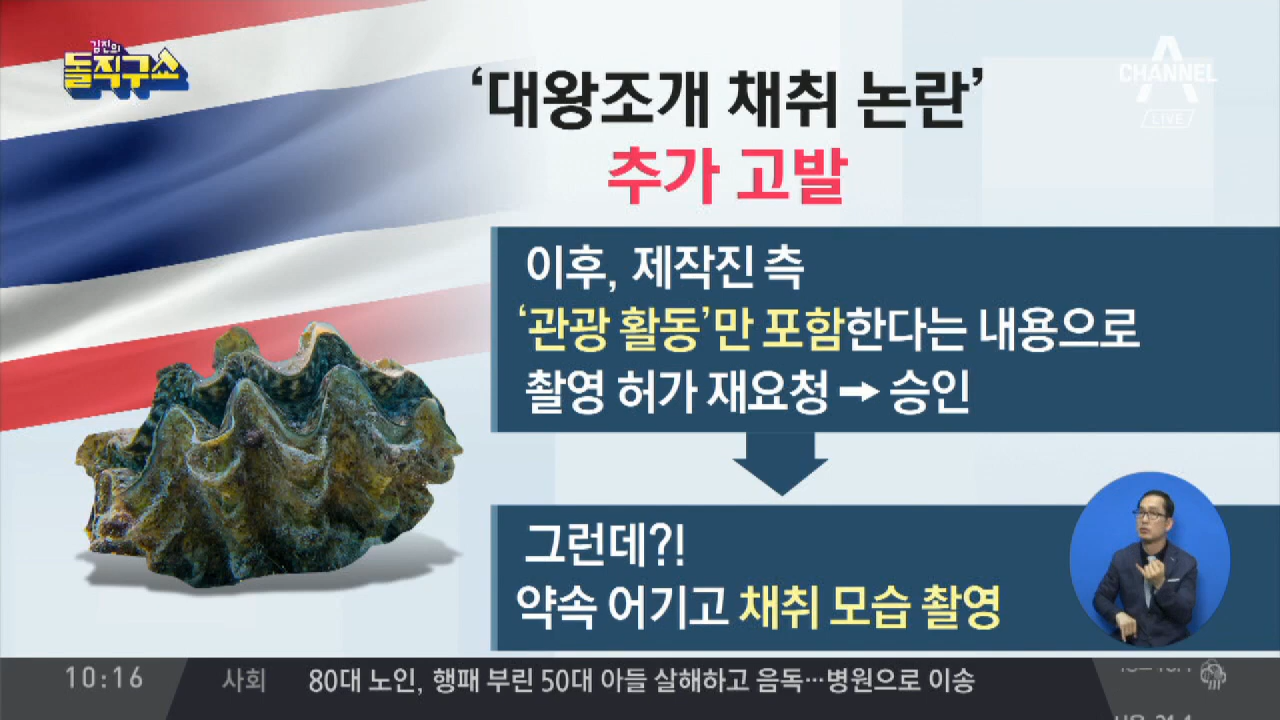 김진의
돌직구쇼
CHANNEL
LIVE
‘대왕조개 채취 논란’
추가 고발
이후, 제작진 측
‘관광 활동’만 포함한다는 내용으로
촬영 허가 재요청 ➡ 승인
그런데?!
약속 어기고 채취 모습 촬영
10:16
사회
80대 노인, 행패 부린 50대 아들 살해하고 음독…병원으로 이송